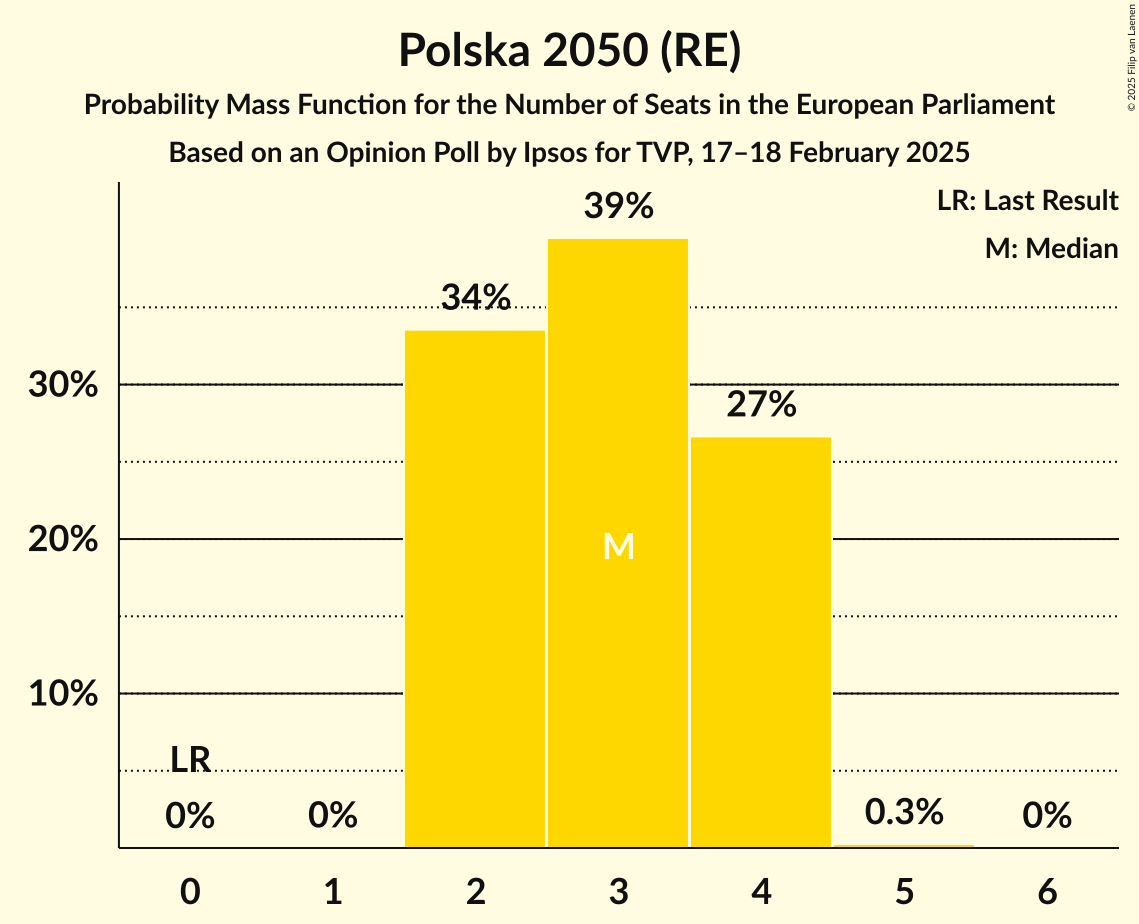 Polska 2050 (RE)
Probability Mass Function for the Number of Seats in the European Parliament
Based on an Opinion Poll by Ipsos for TVP, 17–18 February 2025
© 2025 Filip van Laenen
LR: Last Result
M: Median
39%
34%
30%
27%
20%
M
10%
LR
0%
0%
0.3%
0%
0
1
2
3
4
5
6